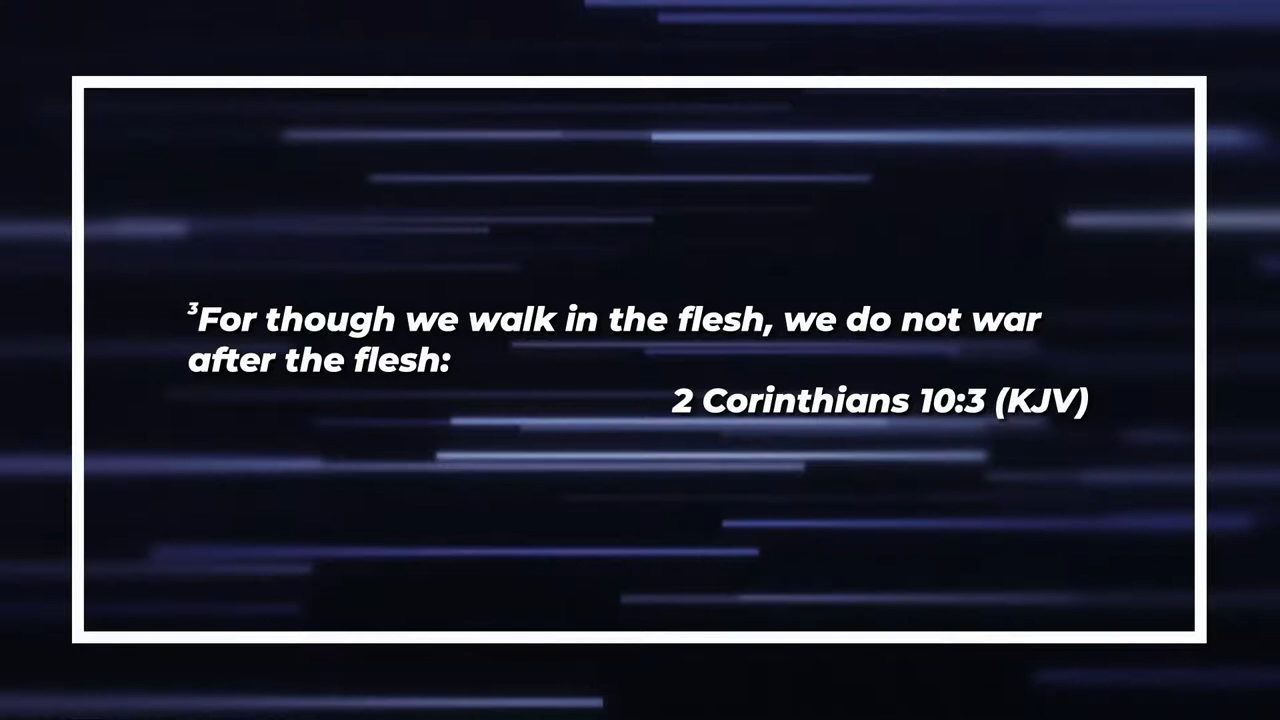 ³For though we walk in the flesh, we do not war
after the flesh:
2 Corinthians 10:3 (KJV)